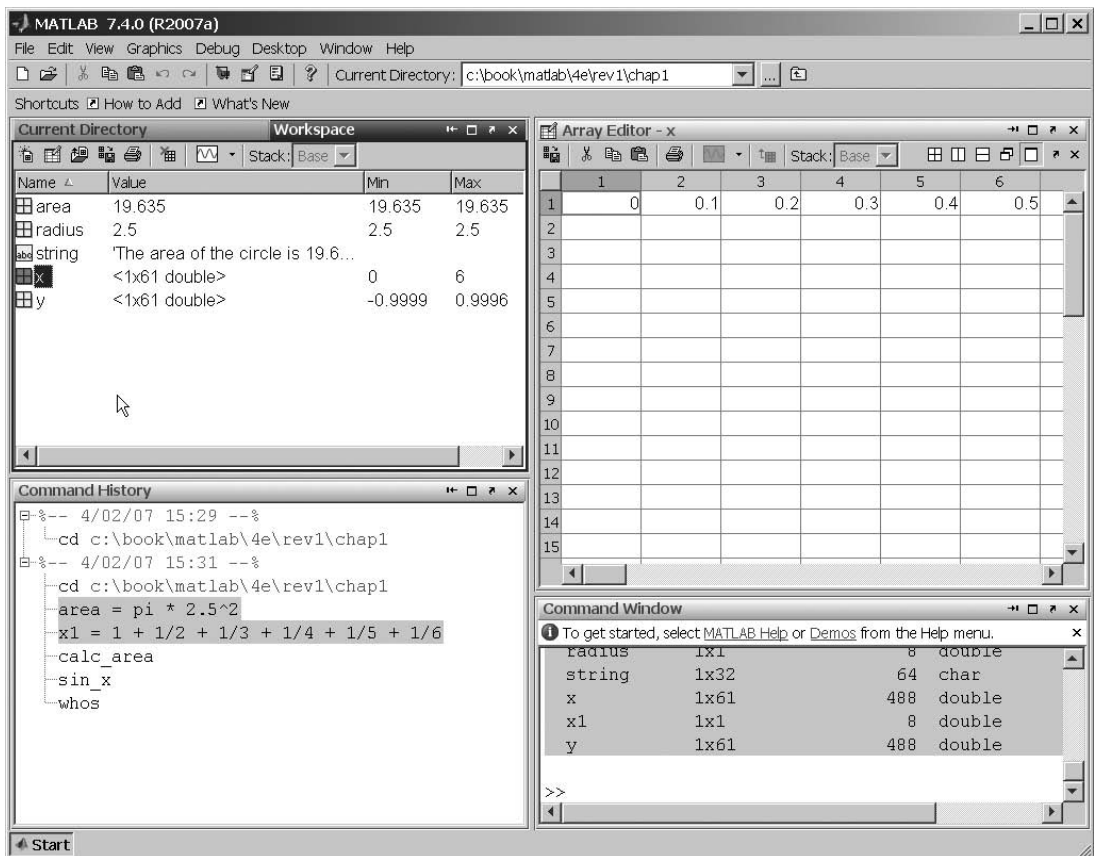 MATLAB 7.4.0 (R2007a)
File Edit View Graphics Debug Desktop Window Help
Current Directory: c:\book\matlab\4e\rev1\chap1
Shortcuts How to Add What's New
Current Directory Workspace
Stack: Base
Name Value Min Max
area 19.635 19.635 19.635
radius 2.5 2.5 2.5
abc string 'The area of the circle is 19.6...
x <1x61 double> 0 6
y <1x61 double> -0.9999 0.9996
Command History
%-- 4/02/07 15:29 --%
cd c:\book\matlab\4e\rev1\chap1
%-- 4/02/07 15:31 --%
cd c:\book\matlab\4e\rev1\chap1
area = pi * 2.5^2
x1 = 1 + 1/2 + 1/3 + 1/4 + 1/5 + 1/6
calc_area
sin_x
whos
Array Editor - x
Stack: Base
1 2 3 4 5 6
1 0 0.1 0.2 0.3 0.4 0.5
2
3
4
5
6
7
8
9
10
11
12
13
14
15
Command Window
To get started, select MATLAB Help or Demos from the Help menu.
radius 1x1 8 double
string 1x32 64 char
x 1x61 488 double
x1 1x1 8 double
y 1x61 488 double
>>
Start